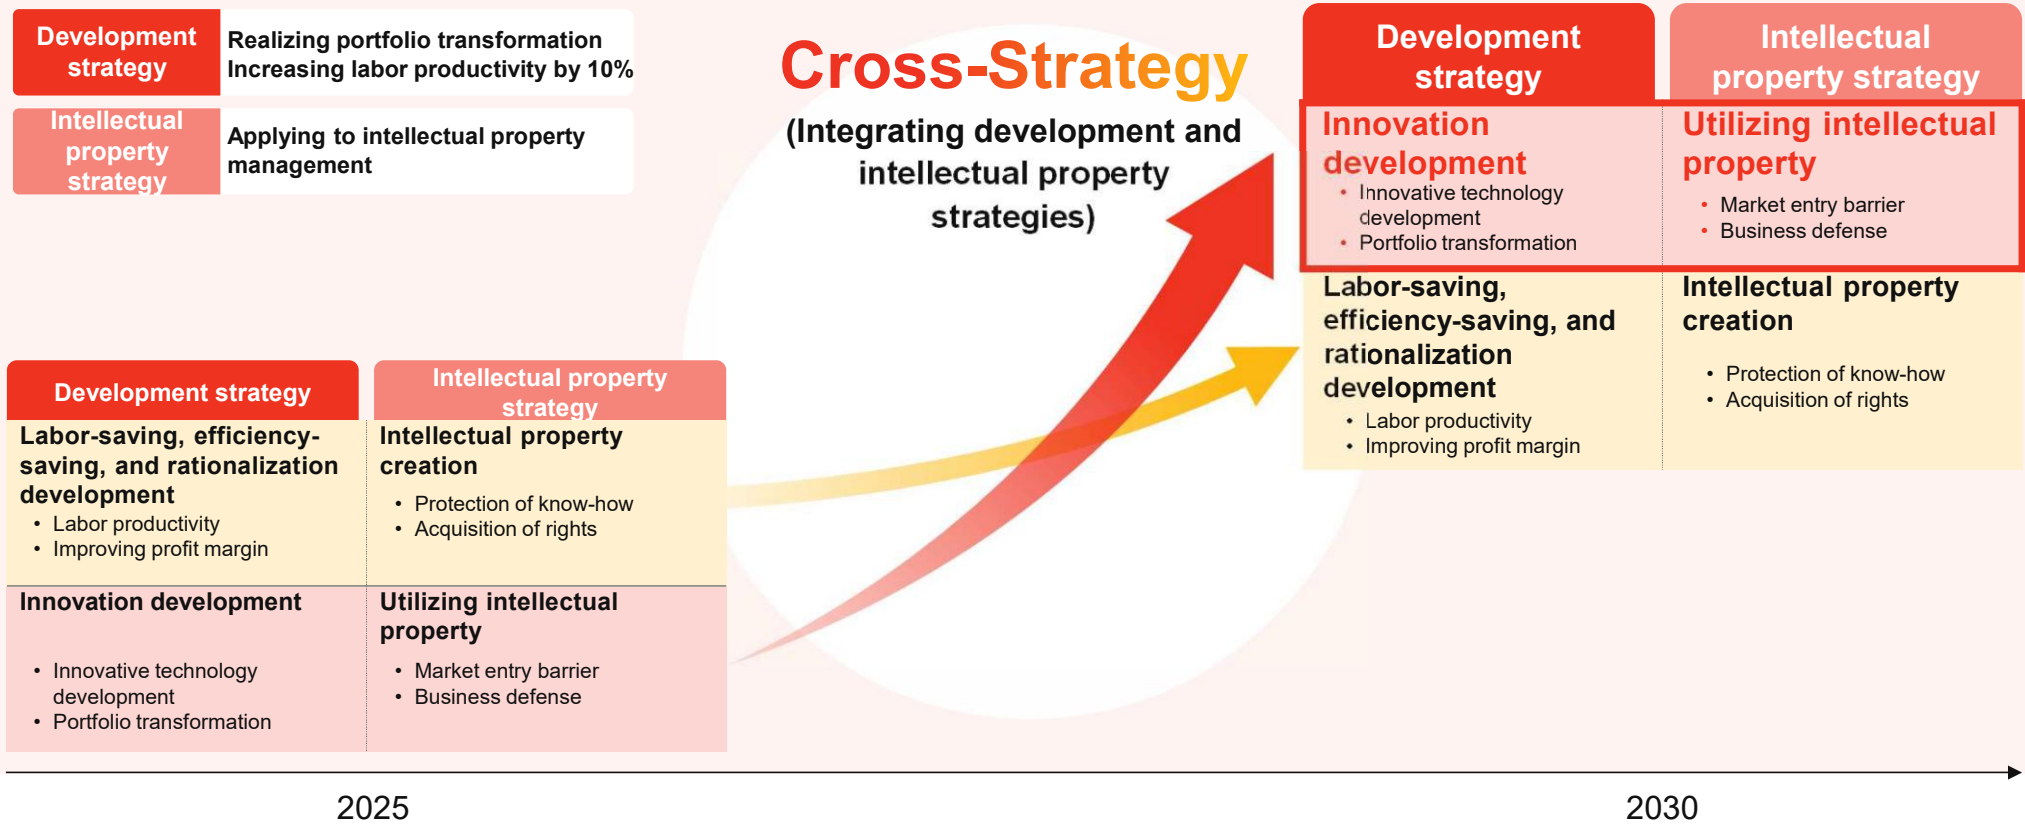 Development
strategy
Realizing portfolio transformation
Increasing labor productivity by 10%
Intellectual
property
strategy
Applying to intellectual property
management
Cross-Strategy
(Integrating development and
intellectual property
strategies)
Development
strategy
Intellectual
property strategy
Innovation
development
• Innovative technology
development
• Portfolio transformation
Utilizing intellectual
property
• Market entry barrier
• Business defense
Labor-saving,
efficiency-saving, and
rationalization
development
• Labor productivity
• Improving profit margin
Intellectual property
creation
• Protection of know-how
• Acquisition of rights
Development strategy
Intellectual property
strategy
Labor-saving, efficiency-
saving, and rationalization
development
• Labor productivity
• Improving profit margin
Intellectual property
creation
• Protection of know-how
• Acquisition of rights
Innovation development
• Innovative technology
development
• Portfolio transformation
Utilizing intellectual
property
• Market entry barrier
• Business defense
2025
2030